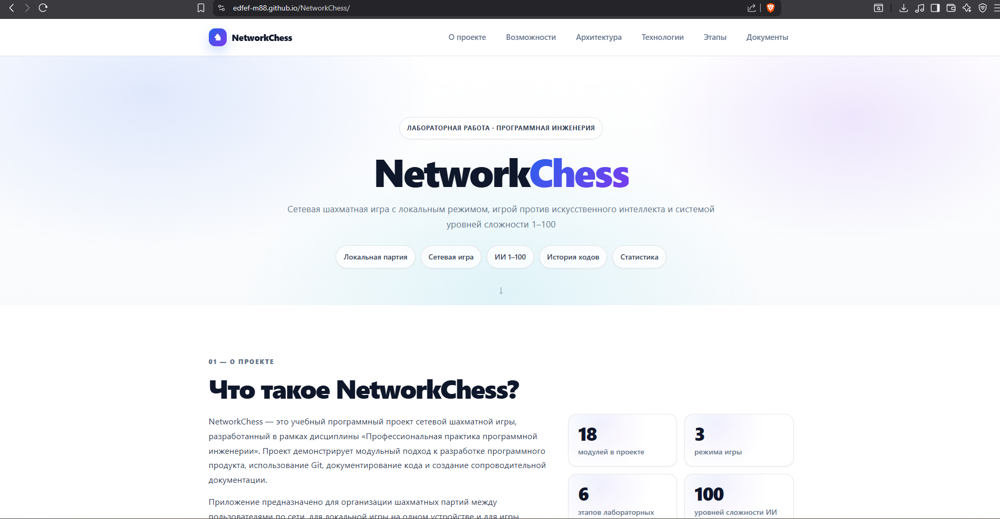 edfef-m88.github.io/NetworkChess/
NetworkChess
О проекте Возможности Архитектура Технологии Этапы Документы
ЛАБОРАТОРНАЯ РАБОТА · ПРОГРАММНАЯ ИНЖЕНЕРИЯ
NetworkChess
Сетевая шахматная игра с локальным режимом, игрой против искусственного интеллекта и системой
уровней сложности 1–100
Локальная партия Сетевая игра ИИ 1–100 История ходов Статистика
↓
01 — О ПРОЕКТЕ
Что такое NetworkChess?
NetworkChess — это учебный программный проект сетевой шахматной игры,
разработанный в рамках дисциплины «Профессиональная практика программной
инженерии». Проект демонстрирует модульный подход к разработке программного
продукта, использование Git, документирование кода и создание сопроводительной
документации.
Приложение предназначено для организации шахматных партий между
пользователями по сети, для локальной игры на одном устройстве и для игры
18
модулей в проекте
3
режима игры
6
этапов лабораторных
100
уровней сложности ИИ